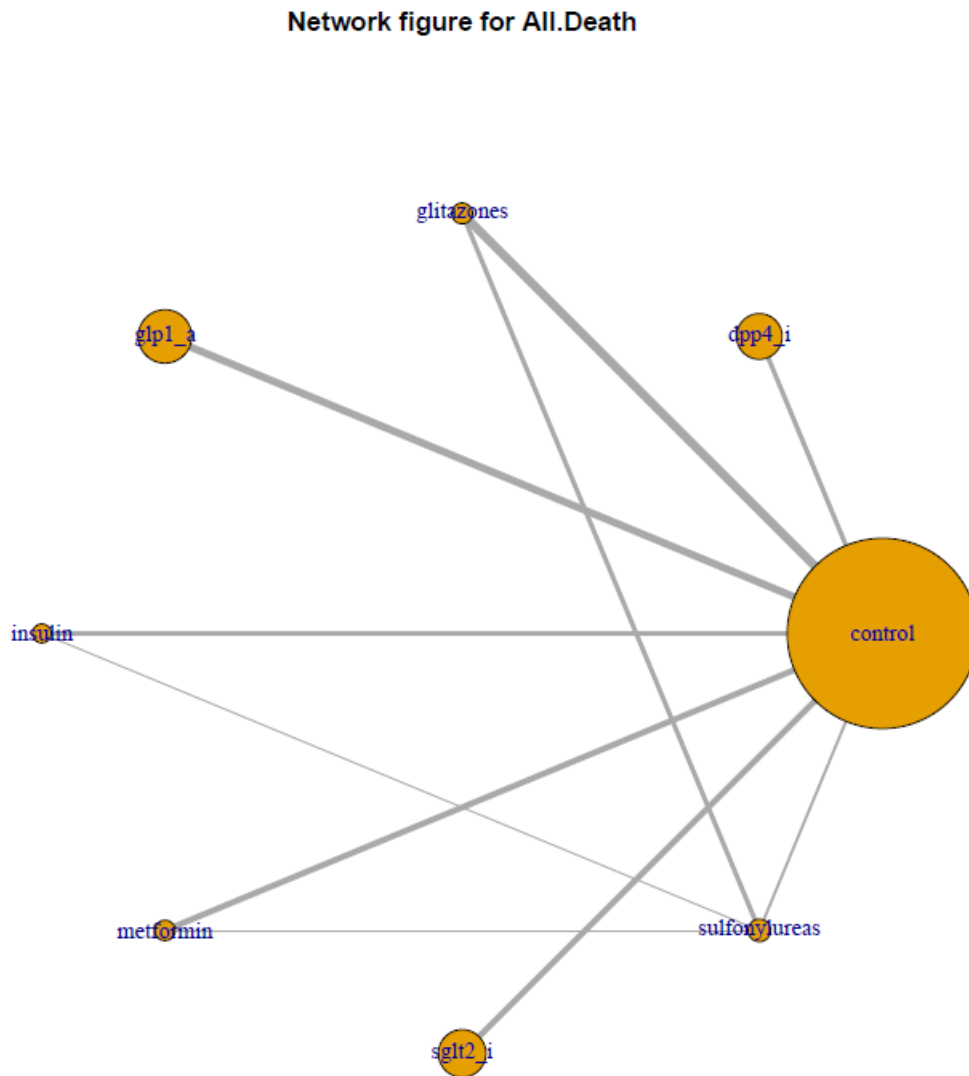 Network figure for All.Death
glitazones
glp1_a
dpp4_i
insulin
control
metformin
sulfonylureas
sglt2_i